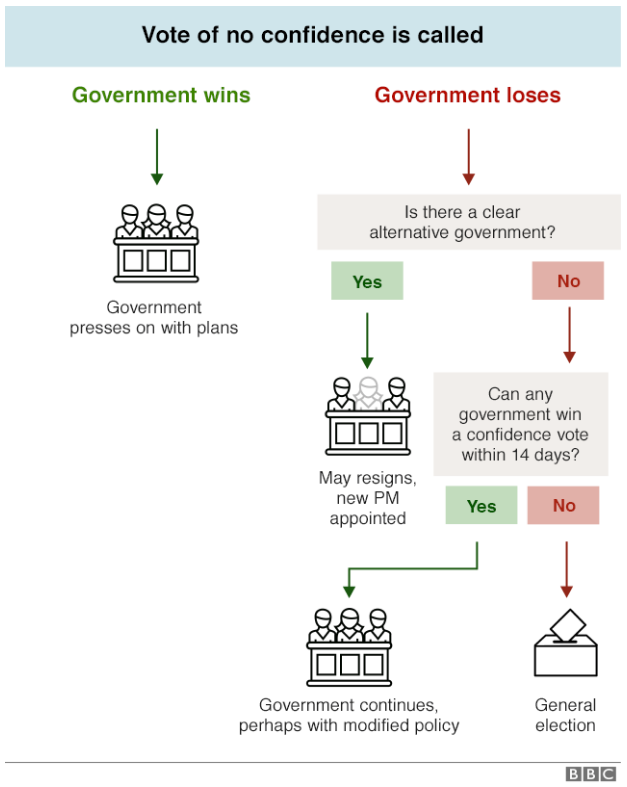 Vote of no confidence is called
Government wins
Government loses
Government
presses on with plans
Is there a clear
alternative government?
Yes
No
May resigns,
new PM
appointed
Can any
government win
a confidence vote
within 14 days?
Yes
No
Government continues,
perhaps with modified policy
General
election
BBC